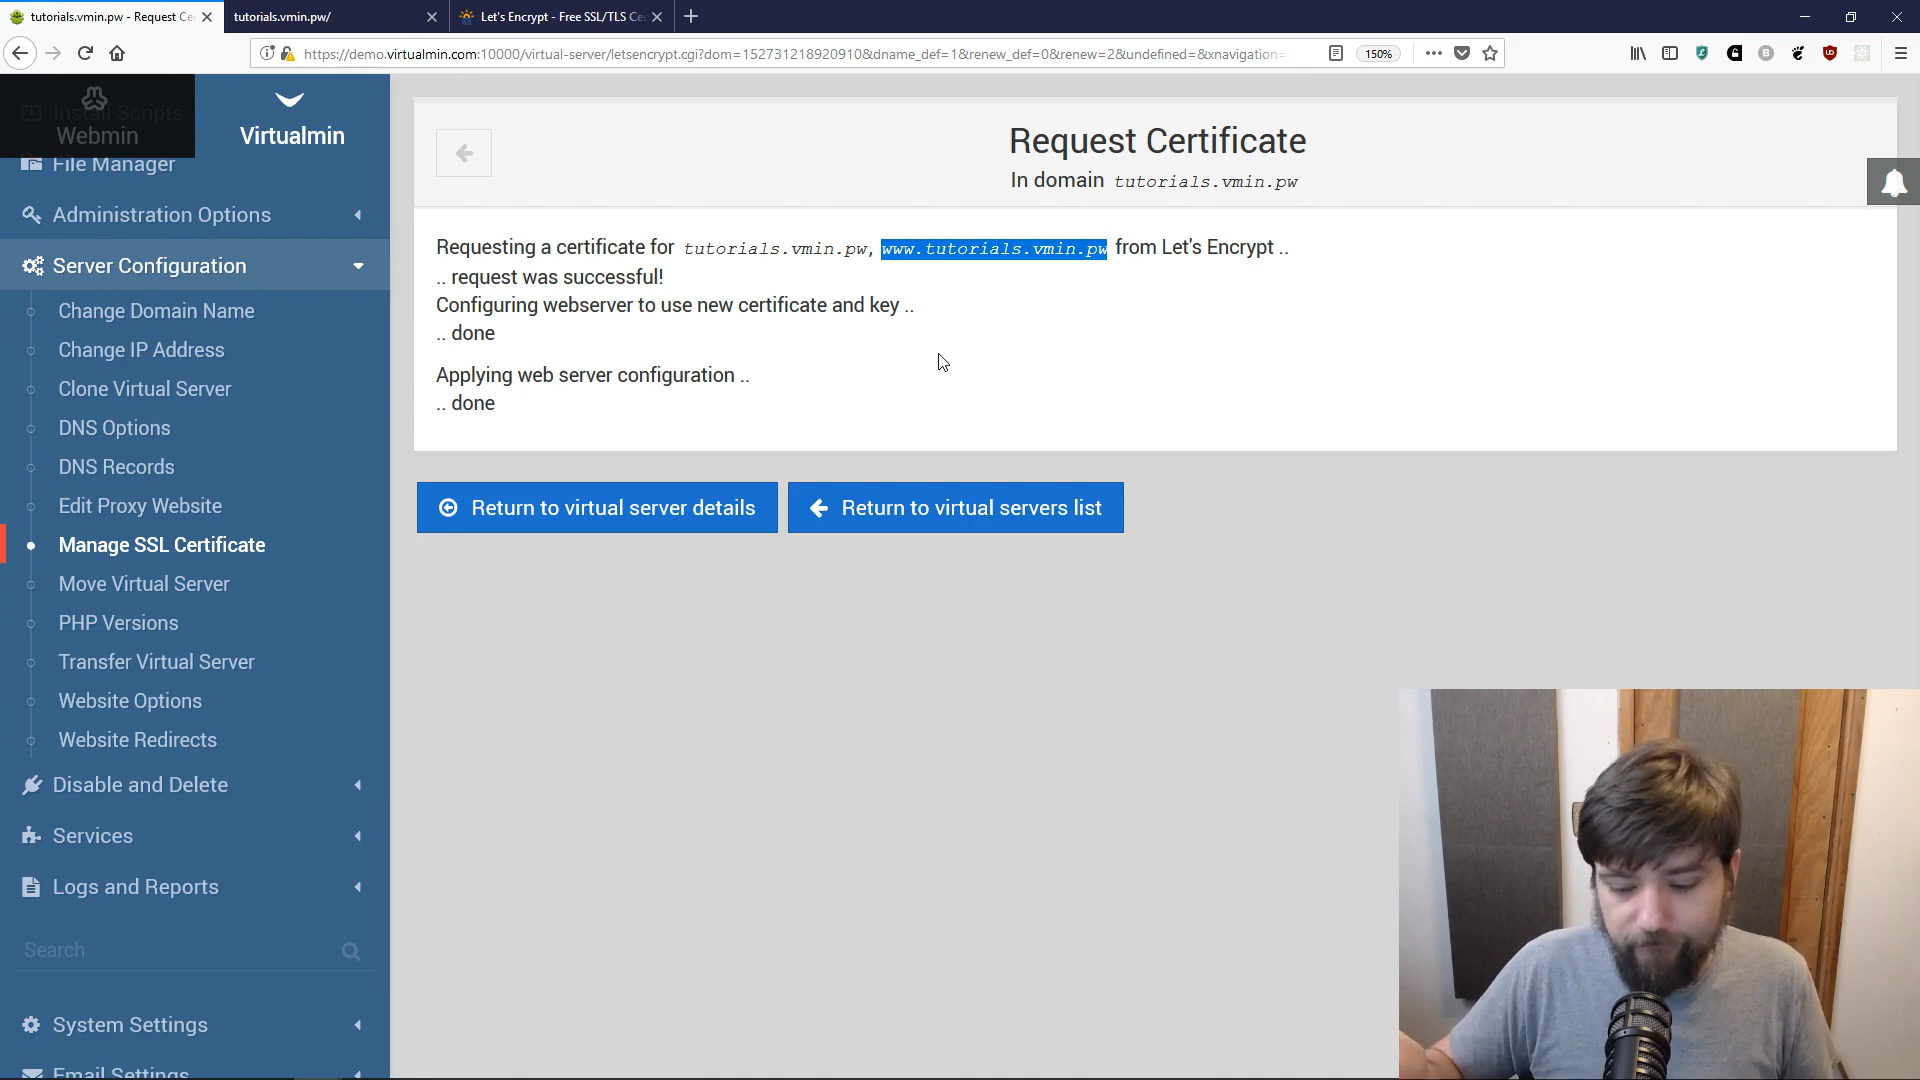 tutorials.vmin.pw - Request Ce
tutorials.vmin.pw/
Let's Encrypt - Free SSL/TLS Ce
https://demo.virtualmin.com:10000/virtual-server/letsencrypt.cgi?dom=152731218920910&dname_def=1&renew_def=0&renew=2&undefined=&xnavigation=
150%
Install Scripts
Webmin
Virtualmin
File Manager
Administration Options
Server Configuration
Change Domain Name
Change IP Address
Clone Virtual Server
DNS Options
DNS Records
Edit Proxy Website
Manage SSL Certificate
Move Virtual Server
PHP Versions
Transfer Virtual Server
Website Options
Website Redirects
Disable and Delete
Services
Logs and Reports
Search
System Settings
Email Settings
Request Certificate
In domain tutorials.vmin.pw
Requesting a certificate for tutorials.vmin.pw, www.tutorials.vmin.pw from Let's Encrypt ..
.. request was successful!
Configuring webserver to use new certificate and key ..
.. done
Applying web server configuration ..
.. done
Return to virtual server details
Return to virtual servers list